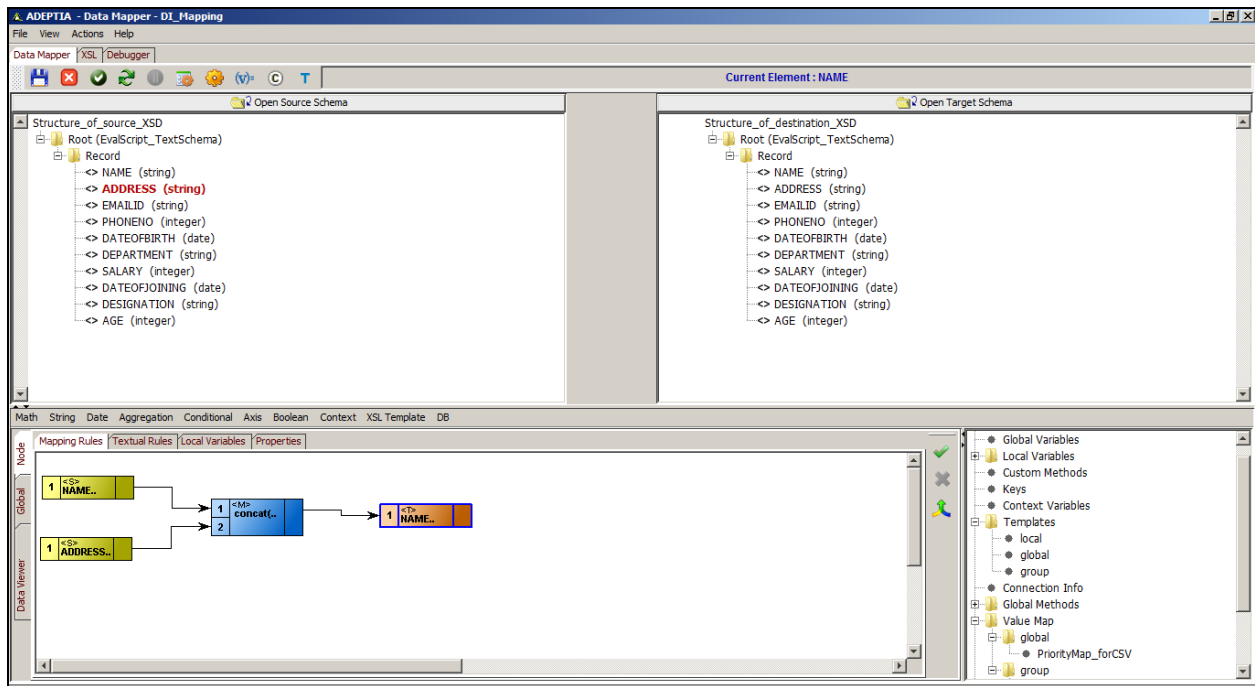 ADEPTIA - Data Mapper - DI_Mapping
File View Actions Help
Data Mapper XSL Debugger
(v)= C T Current Element : NAME
Open Source Schema
Structure_of_source_XSD
Root (EvalScript_TextSchema)
Record
<> NAME (string)
<> ADDRESS (string)
<> EMAILID (string)
<> PHONENO (integer)
<> DATEOFBIRTH (date)
<> DEPARTMENT (string)
<> SALARY (integer)
<> DATEOFJOINING (date)
<> DESIGNATION (string)
<> AGE (integer)
Open Target Schema
Structure_of_destination_XSD
Root (EvalScript_TextSchema)
Record
<> NAME (string)
<> ADDRESS (string)
<> EMAILID (string)
<> PHONENO (integer)
<> DATEOFBIRTH (date)
<> DEPARTMENT (string)
<> SALARY (integer)
<> DATEOFJOINING (date)
<> DESIGNATION (string)
<> AGE (integer)
Math String Date Aggregation Conditional Axis Boolean Context XSL Template DB
Node
Global
Data Viewer
Mapping Rules Textual Rules Local Variables Properties
1 <S> NAME..
1 <S> ADDRESS..
1 <M> concat(..
2
1 <T> NAME..
Global Variables
Local Variables
Custom Methods
Keys
Context Variables
Templates
local
global
group
Connection Info
Global Methods
Value Map
global
PriorityMap_forCSV
group